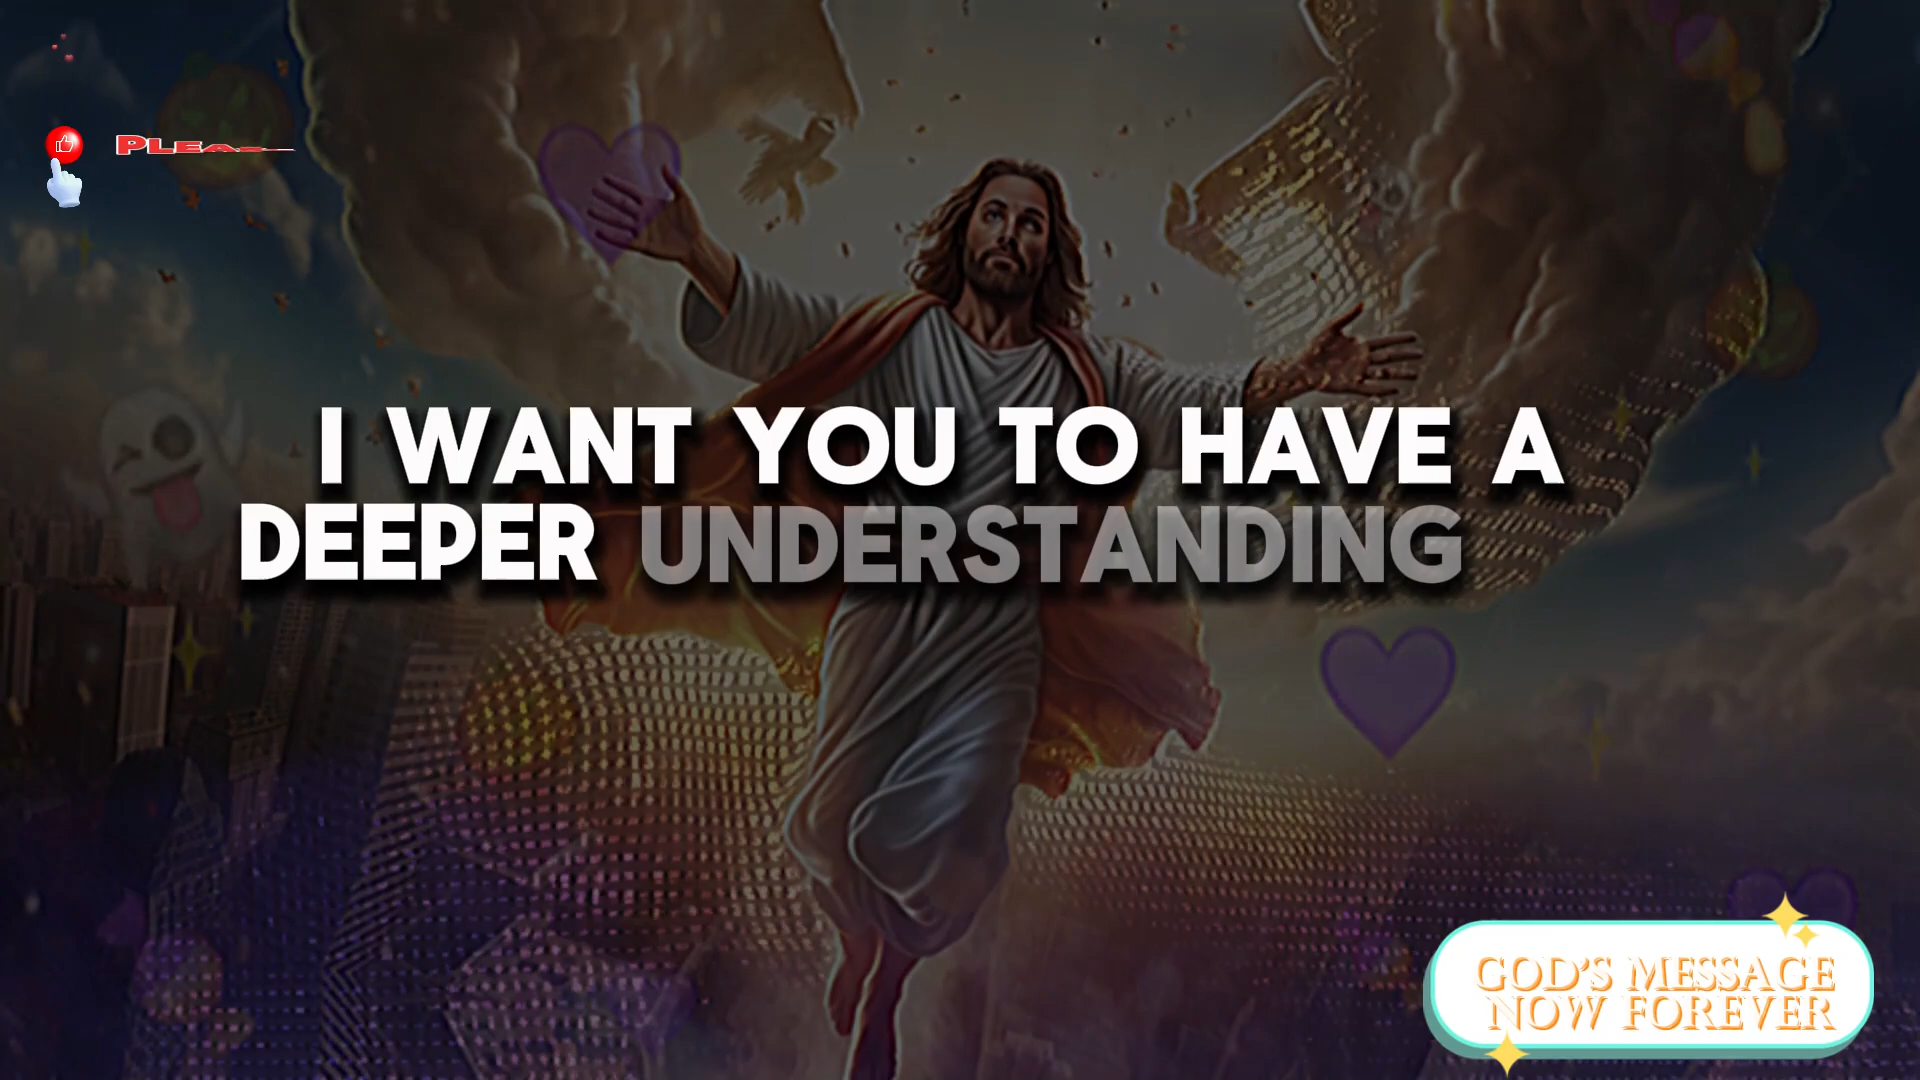 I WANT YOU TO HAVE A
DEEPER UNDERSTANDING
GOD'S MESSAGE
NOW FOREVER